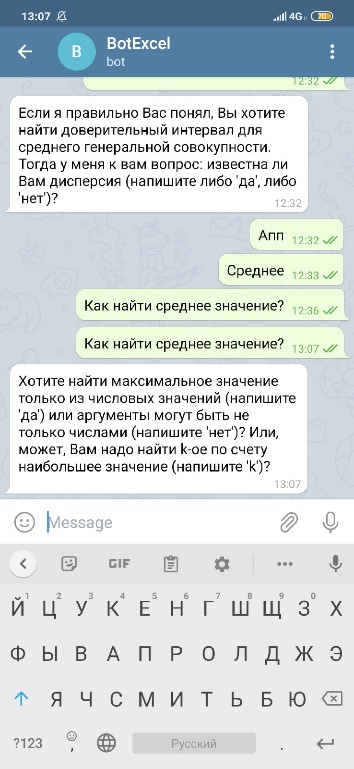 13:07
4G
70
B
BotExcel
bot
12:32
Если я правильно Вас понял, Вы хотите
найти доверительный интервал для
среднего генеральной совокупности.
Тогда у меня к вам вопрос: известна ли
Вам дисперсия (напишите либо 'да', либо
'нет')?
12:32
Апп 12:32
Среднее 12:33
Как найти среднее значение? 12:36
Как найти среднее значение? 13:07
Хотите найти максимальное значение
только из числовых значений (напишите
'да') или аргументы могут быть не
только числами (напишите 'нет')? Или,
может, Вам надо найти k-ое по счету
наибольшее значение (напишите 'k')?
13:07
Message
GIF
Й Ц У К Е Н Г Ш Щ З Х
1 2 3 4 5 6 7 8 9 0
Ф Ы В А П Р О Л Д Ж Э
Я Ч С М И Т Ь Б Ю
?123 , Русский .